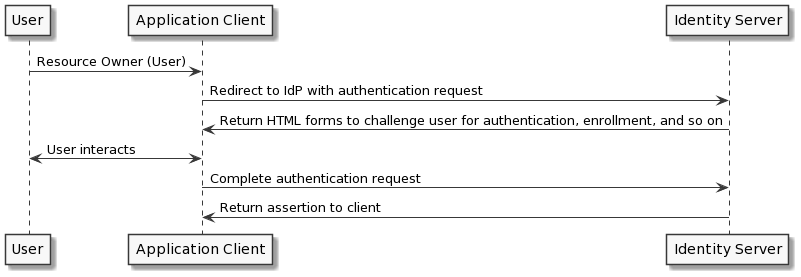 User
Application Client
Identity Server
Resource Owner (User)
Redirect to IdP with authentication request
Return HTML forms to challenge user for authentication, enrollment, and so on
User interacts
Complete authentication request
Return assertion to client
User
Application Client
Identity Server